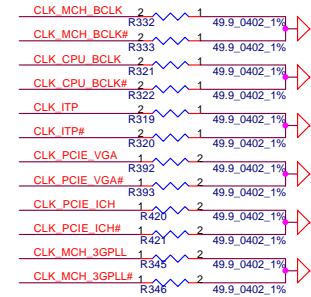 CLK_MCH_BCLK 2 1
R332 49.9_0402_1%
CLK_MCH_BCLK# 2 1
R333 49.9_0402_1%
CLK_CPU_BCLK 2 1
R321 49.9_0402_1%
CLK_CPU_BCLK# 2 1
R322 49.9_0402_1%
CLK_ITP 2 1
R319 49.9_0402_1%
CLK_ITP# 2 1
R320 49.9_0402_1%
CLK_PCIE_VGA 1 2
R392 49.9_0402_1%
CLK_PCIE_VGA# 1 2
R393 49.9_0402_1%
CLK_PCIE_ICH 1 2
R420 49.9_0402_1%
CLK_PCIE_ICH# 1 2
R421 49.9_0402_1%
CLK_MCH_3GPLL 1 2
R345 49.9_0402_1%
CLK_MCH_3GPLL# 1 2
R346 49.9_0402_1%